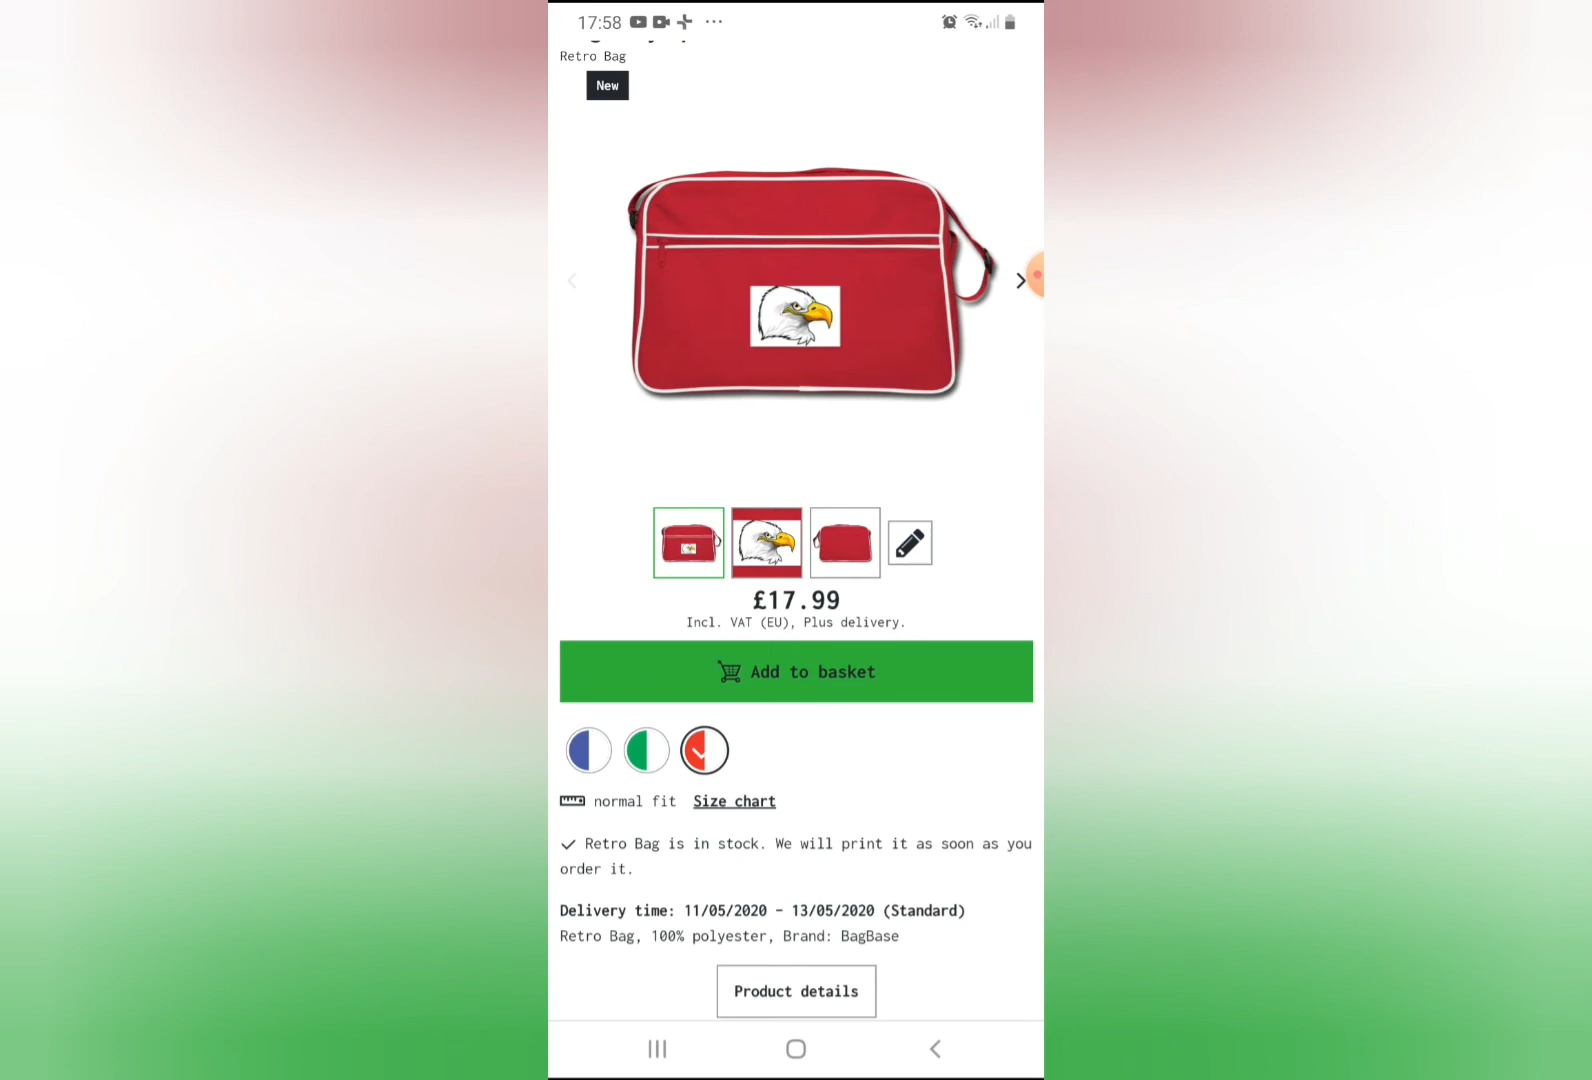 17:58
Retro Bag
New
£17.99
Incl. VAT (EU), Plus delivery.
Add to basket
normal fit Size chart
Retro Bag is in stock. We will print it as soon as you
order it.
Delivery time: 11/05/2020 - 13/05/2020 (Standard)
Retro Bag, 100% polyester, Brand: BagBase
Product details